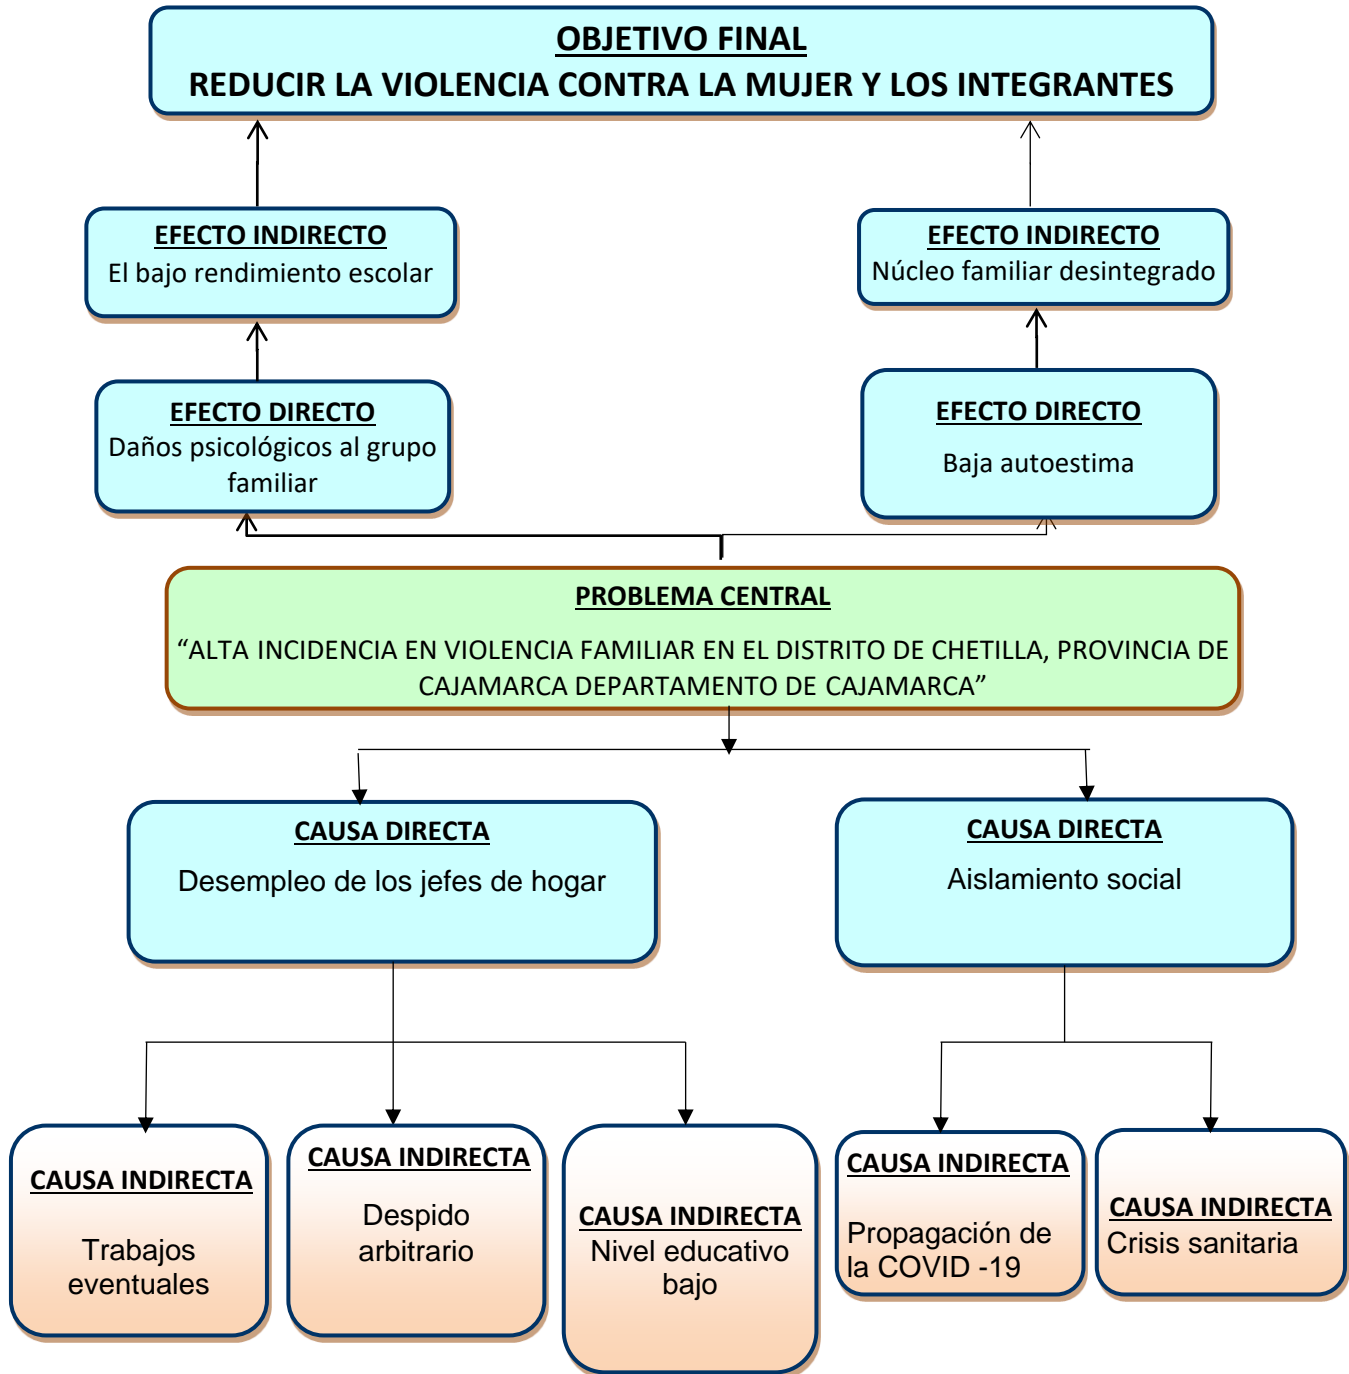 OBJETIVO FINAL
REDUCIR LA VIOLENCIA CONTRA LA MUJER Y LOS INTEGRANTES
EFECTO INDIRECTO
El bajo rendimiento escolar
EFECTO INDIRECTO
Núcleo familiar desintegrado
EFECTO DIRECTO
Daños psicológicos al grupo
familiar
EFECTO DIRECTO
Baja autoestima
PROBLEMA CENTRAL
“ALTA INCIDENCIA EN VIOLENCIA FAMILIAR EN EL DISTRITO DE CHETILLA, PROVINCIA DE
CAJAMARCA DEPARTAMENTO DE CAJAMARCA”
CAUSA DIRECTA
Desempleo de los jefes de hogar
CAUSA DIRECTA
Aislamiento social
CAUSA INDIRECTA
Trabajos
eventuales
CAUSA INDIRECTA
Despido
arbitrario
CAUSA INDIRECTA
Nivel educativo
bajo
CAUSA INDIRECTA
Propagación de
la COVID -19
CAUSA INDIRECTA
Crisis sanitaria